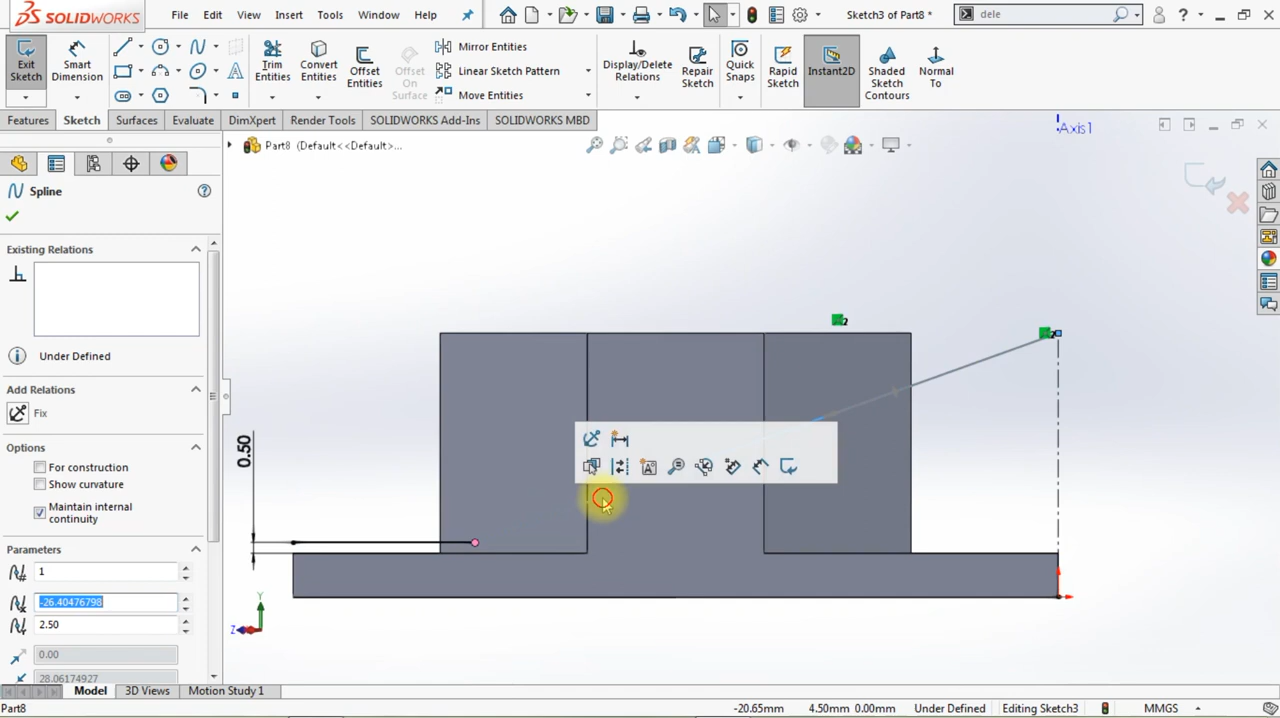 SOLIDWORKS
File Edit View Insert Tools Window Help
Sketch3 of Part8 *
dele
Exit Sketch
Smart Dimension
Trim Entities
Convert Entities
Offset Entities
Offset On Surface
Mirror Entities
Linear Sketch Pattern
Move Entities
Display/Delete Relations
Repair Sketch
Quick Snaps
Rapid Sketch
Instant2D
Shaded Sketch Contours
Normal To
Features Sketch Surfaces Evaluate DimXpert Render Tools SOLIDWORKS Add-Ins SOLIDWORKS MBD
Part8 (Default<<Default>...
Axis1
Spline
Existing Relations
Under Defined
Add Relations
Fix
Options
For construction
Show curvature
Maintain internal continuity
Parameters
1
-26.40476798
2.50
0.00
28.06174927
0.50
2
2
Y
Z
Model 3D Views Motion Study 1
Part8 -20.65mm 4.50mm 0.00mm Under Defined Editing Sketch3 MMGS